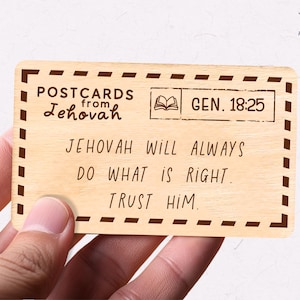 POSTCARDS
from
Jehovah
GEN. 18:25
JEHOVAH WILL ALWAYS
DO WHAT IS RIGHT.
TRUST HIM.